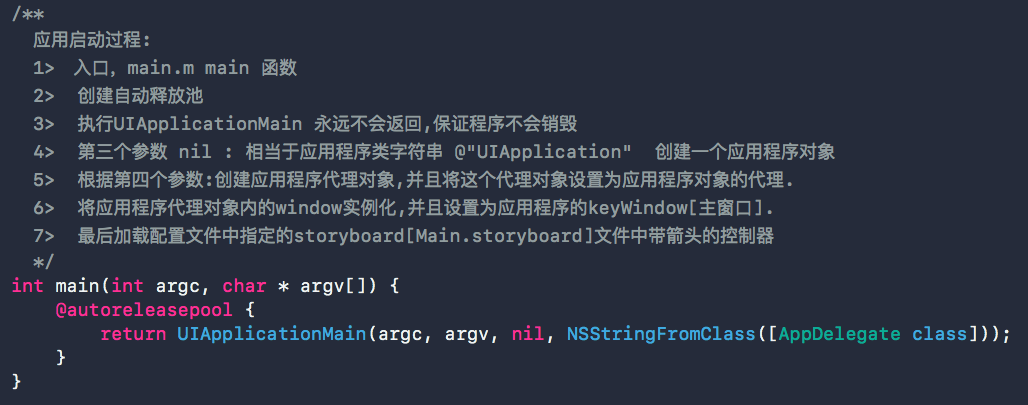 /**
应用启动过程:
1> 入口，main.m main 函数
2> 创建自动释放池
3> 执行UIApplicationMain 永远不会返回,保证程序不会销毁
4> 第三个参数 nil : 相当于应用程序类字符串 @"UIApplication" 创建一个应用程序对象
5> 根据第四个参数:创建应用程序代理对象,并且将这个代理对象设置为应用程序对象的代理.
6> 将应用程序代理对象内的window实例化,并且设置为应用程序的keyWindow[主窗口].
7> 最后加载配置文件中指定的storyboard[Main.storyboard]文件中带箭头的控制器
*/
int main(int argc, char * argv[]) {
@autoreleasepool {
return UIApplicationMain(argc, argv, nil, NSStringFromClass([AppDelegate class]));
}
}